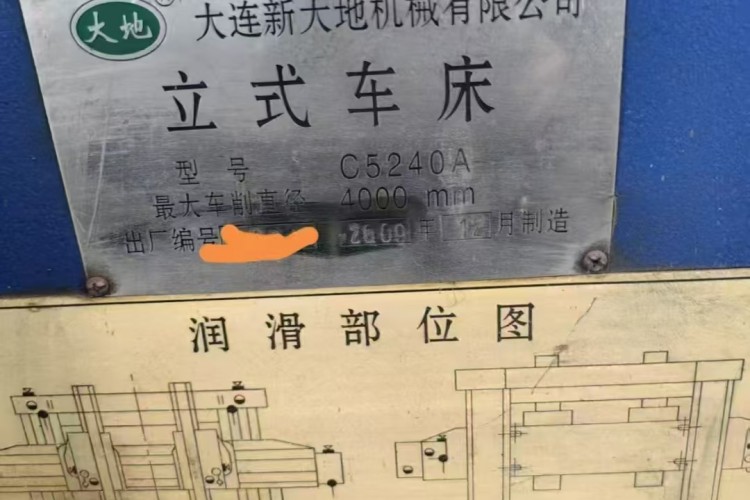 大地
大连新大地机械有限公司
立式车床
型号 C5240A
最大车削直径 4000 mm
出厂编号 年 12 月制造
润滑部位图